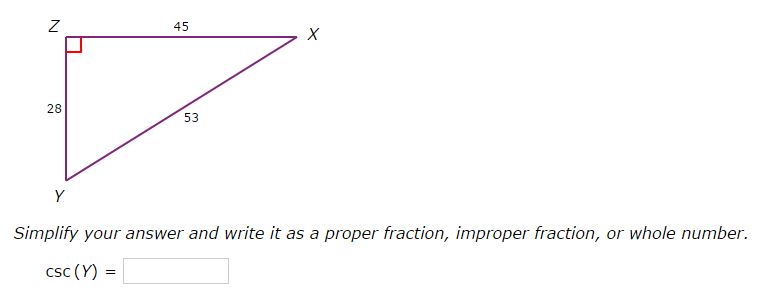 Z
45
X
28
53
Y
Simplify your answer and write it as a proper fraction, improper fraction, or whole number.
csc (Y) =